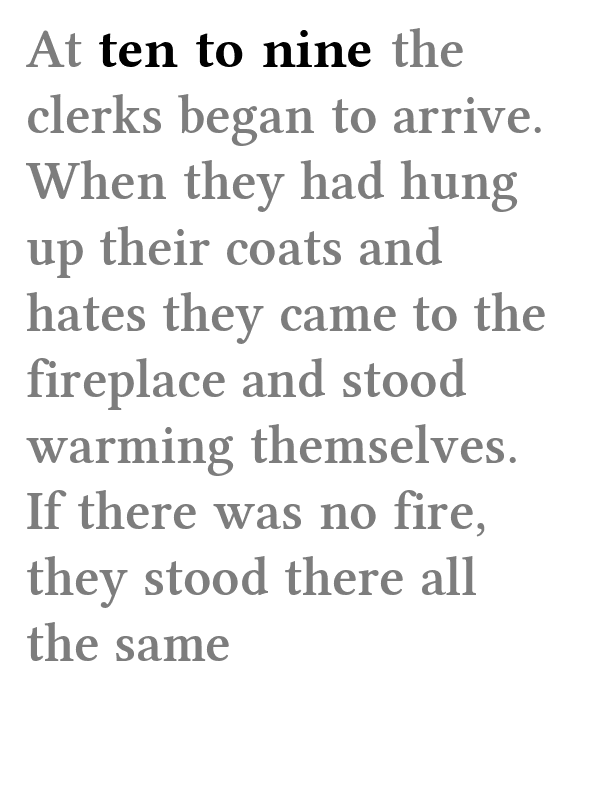 At ten to nine the
clerks began to arrive.
When they had hung
up their coats and
hates they came to the
fireplace and stood
warming themselves.
If there was no fire,
they stood there all
the same